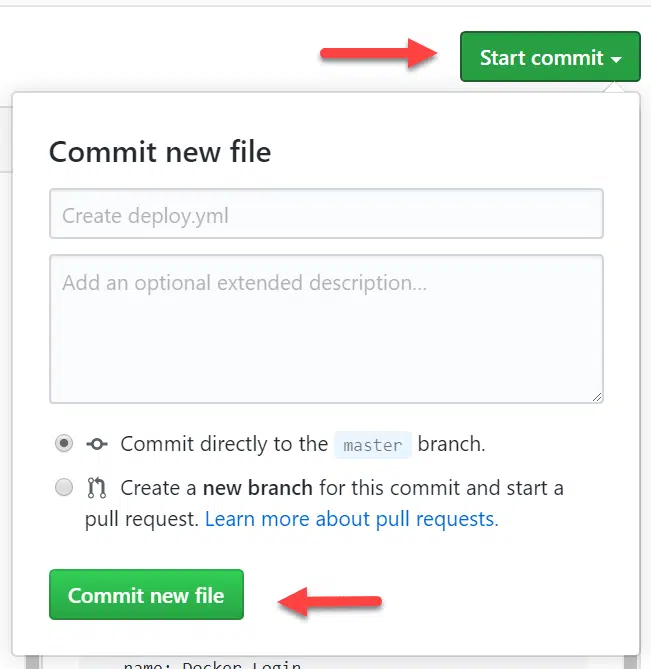 Start commit
Commit new file
Create deploy.yml
Add an optional extended description...
Commit directly to the master branch.
Create a new branch for this commit and start a
pull request. Learn more about pull requests.
Commit new file
name: Docker Login